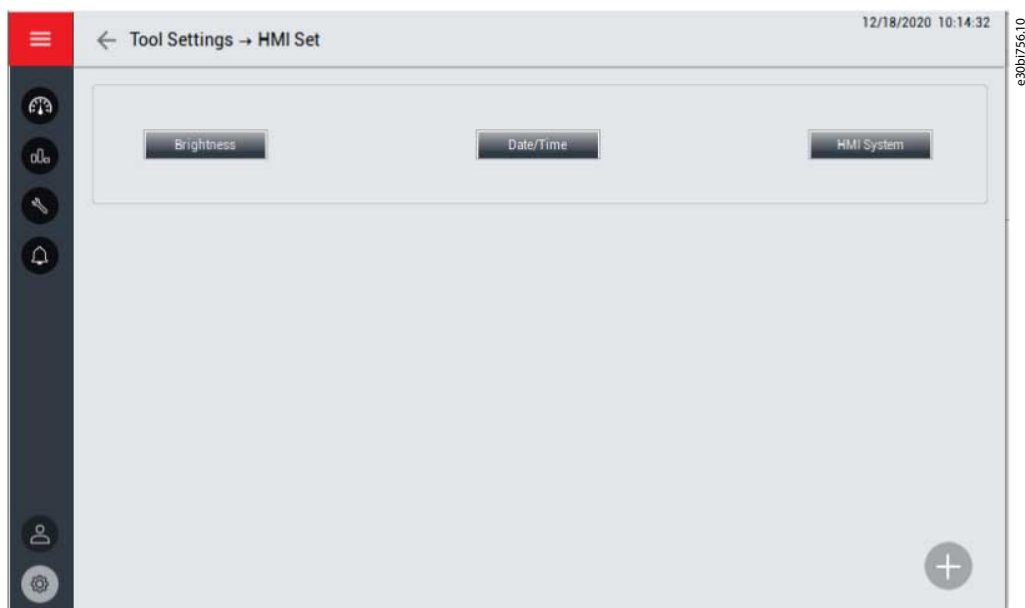 12/18/2020 10:14:32
← Tool Settings → HMI Set
Brightness
Date/Time
HMI System
e30bi756.10